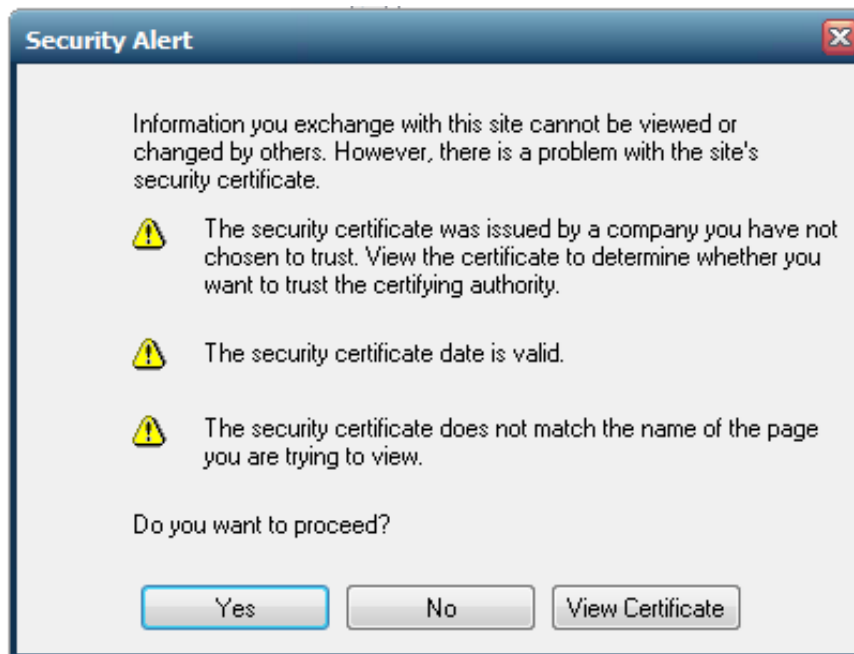 Security Alert
Information you exchange with this site cannot be viewed or
changed by others. However, there is a problem with the site's
security certificate.
The security certificate was issued by a company you have not
chosen to trust. View the certificate to determine whether you
want to trust the certifying authority.
The security certificate date is valid.
The security certificate does not match the name of the page
you are trying to view.
Do you want to proceed?
Yes No View Certificate